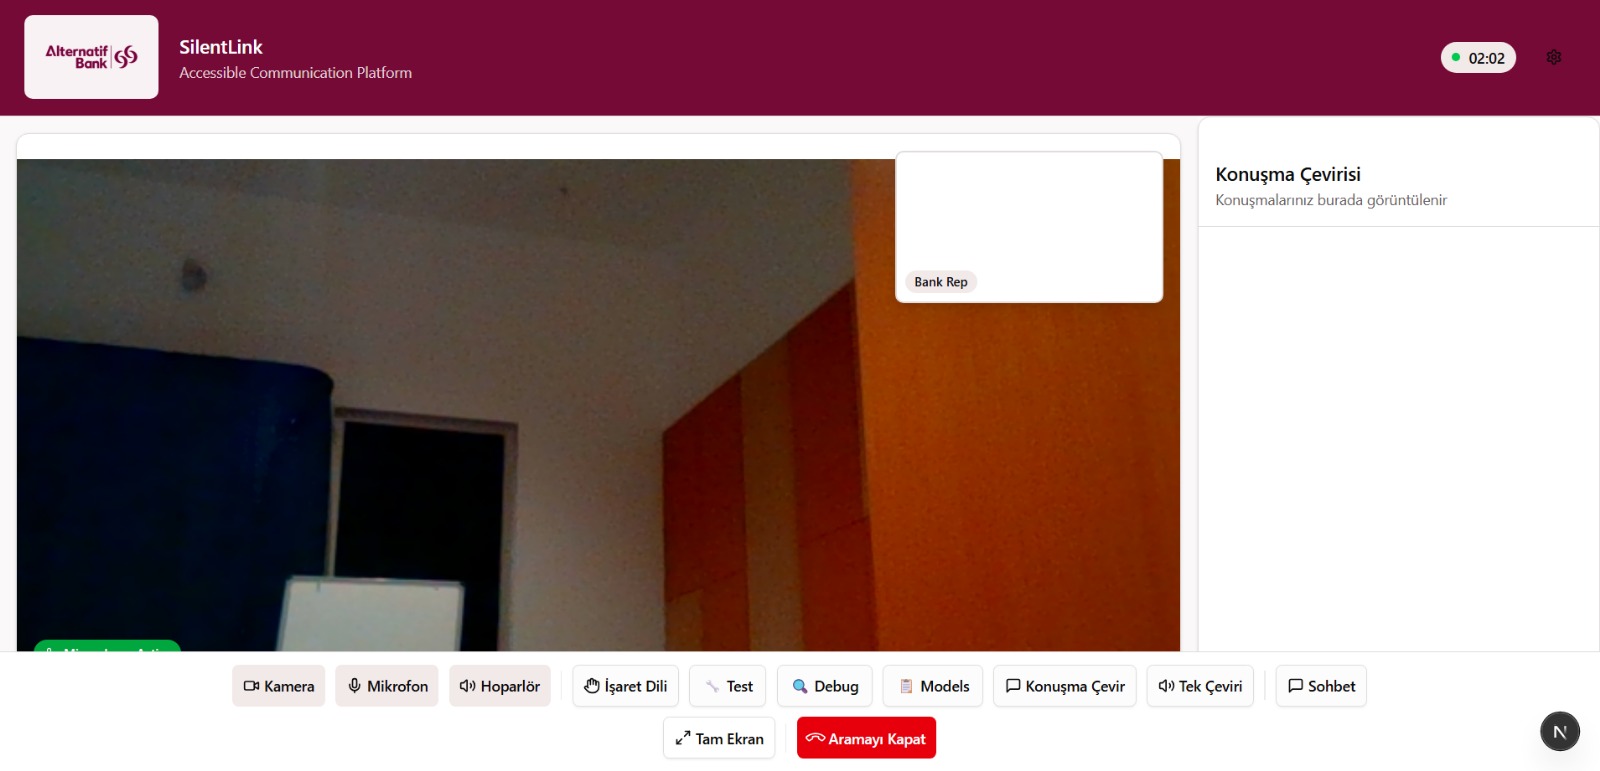 Alternatif
Bank
SilentLink
Accessible Communication Platform
02:02
Bank Rep
Konuşma Çevirisi
Konuşmalarınız burada görüntülenir
Kamera
Mikrofon
Hoparlör
İşaret Dili
Test
Debug
Models
Konuşma Çevir
Tek Çeviri
Sohbet
Tam Ekran
Aramayı Kapat
N